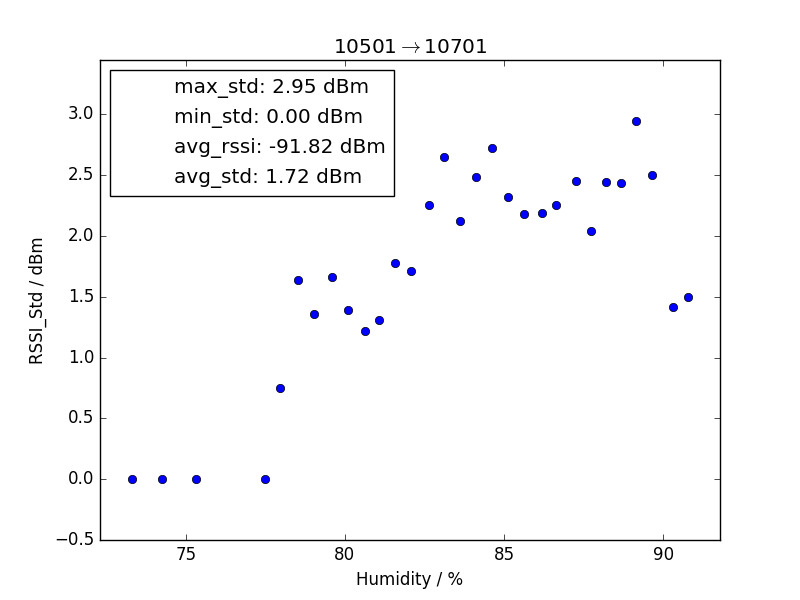 10501→10701
max_std: 2.95 dBm
min_std: 0.00 dBm
avg_rssi: -91.82 dBm
avg_std: 1.72 dBm
3.0
2.5
2.0
1.5
1.0
0.5
0.0
−0.5
RSSI_Std / dBm
75 80 85 90
Humidity / %